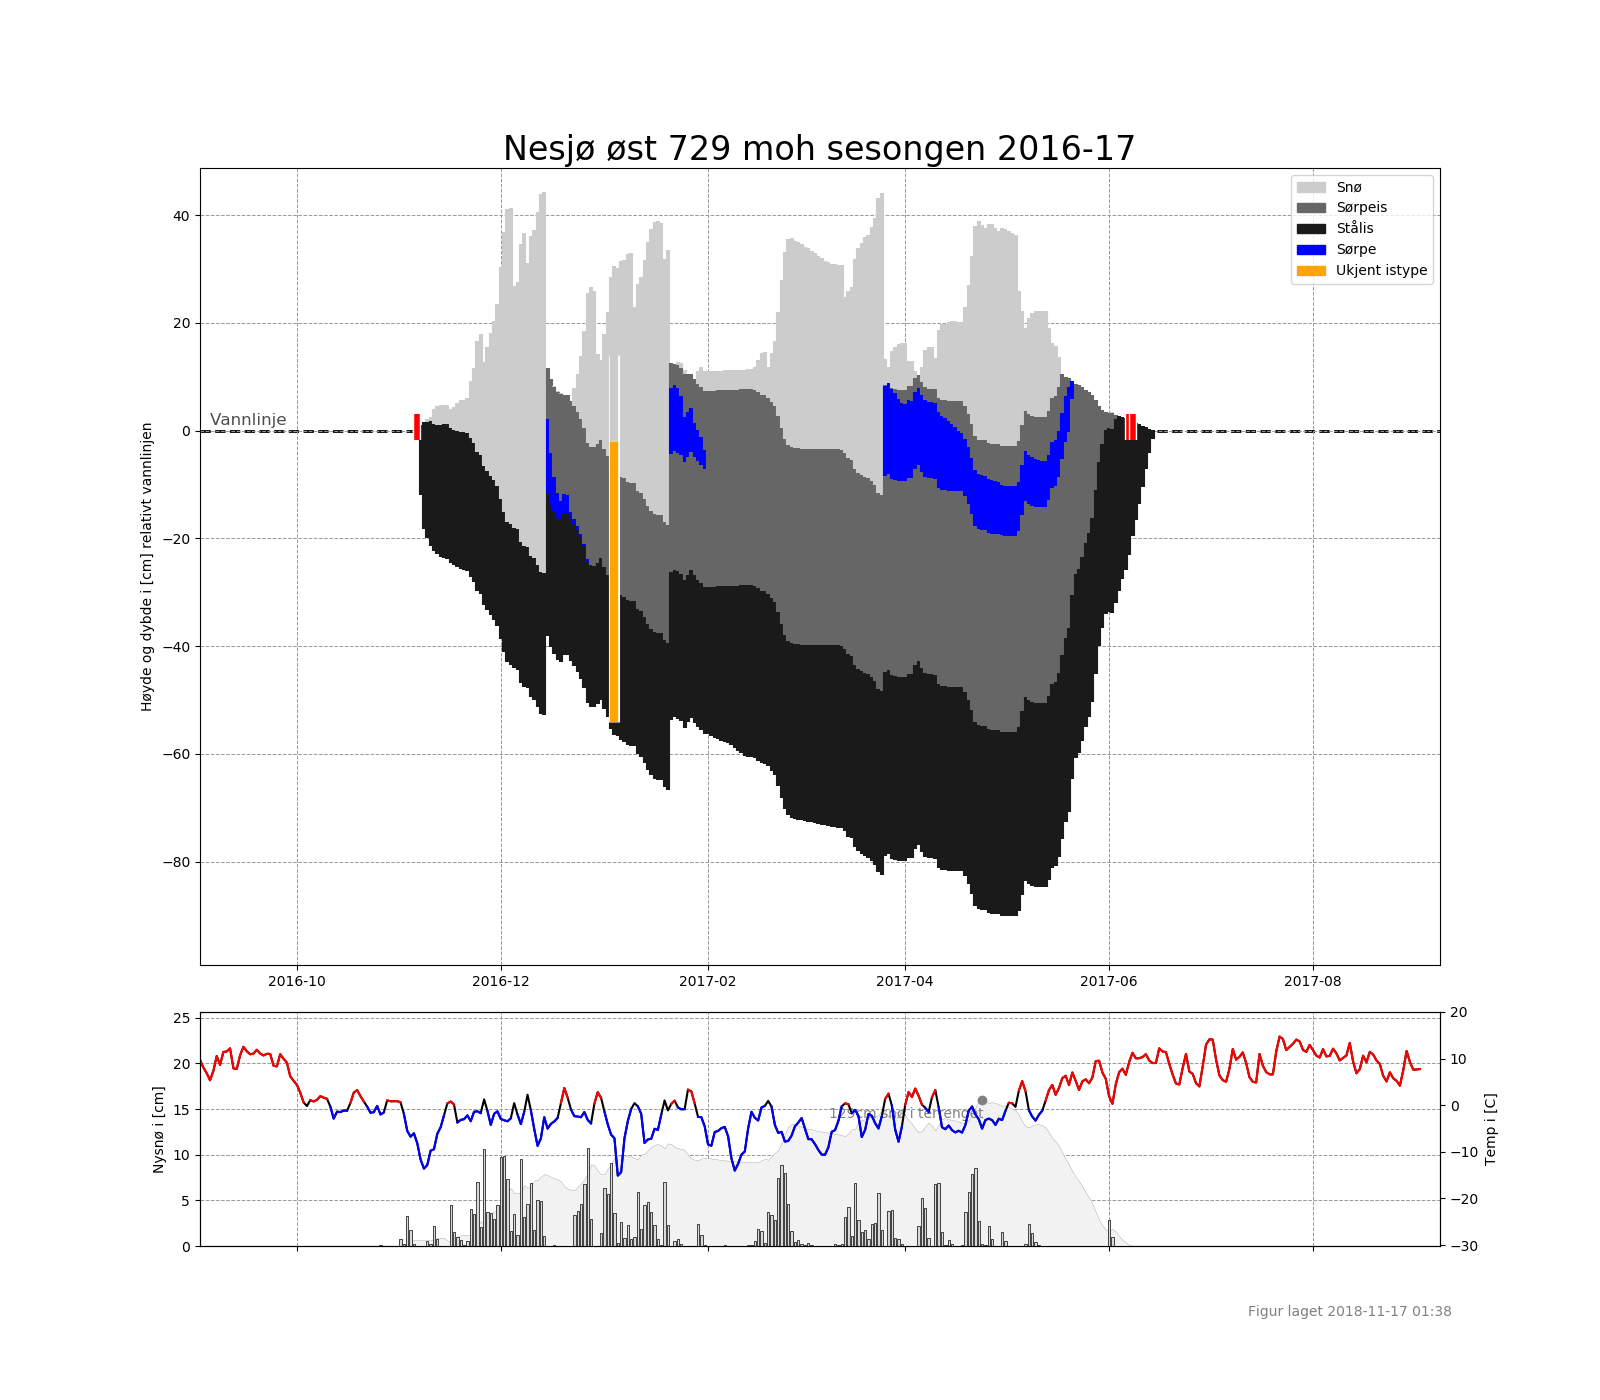 Nesjø øst 729 moh sesongen 2016-17
Snø
Sørpeis
Stålis
Sørpe
Ukjent istype
Vannlinje
Høyde og dybde i [cm] relativt vannlinjen
40
20
0
−20
−40
−60
−80
2016-10
2016-12
2017-02
2017-04
2017-06
2017-08
Nysnø i [cm]
25
20
15
10
5
0
129cm snø i terrenget
20
10
0
−10
−20
−30
Temp i [C]
Figur laget 2018-11-17 01:38